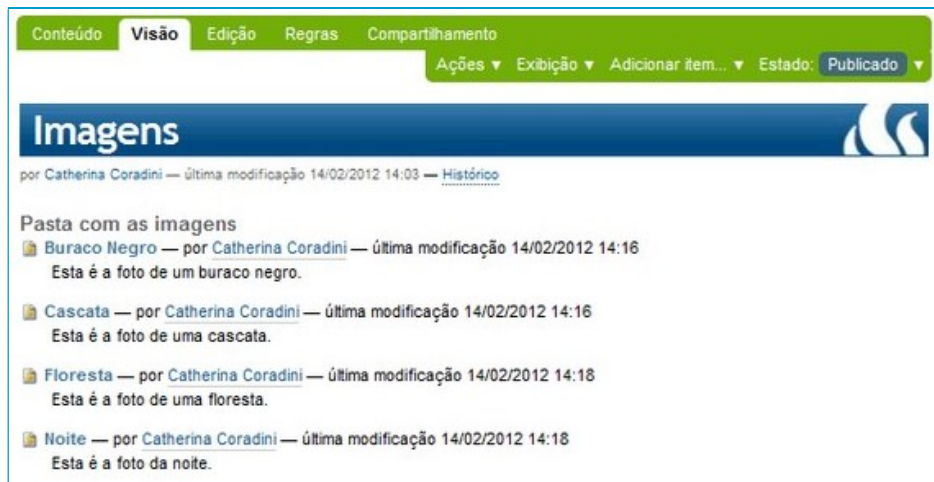 Conteúdo Visão Edição Regras Compartilhamento
Ações ▼ Exibição ▼ Adicionar item... ▼ Estado: Publicado ▼
Imagens
por Catherina Coradini — última modificação 14/02/2012 14:03 — Histórico
Pasta com as imagens
Buraco Negro — por Catherina Coradini — última modificação 14/02/2012 14:16
Esta é a foto de um buraco negro.
Cascata — por Catherina Coradini — última modificação 14/02/2012 14:16
Esta é a foto de uma cascata.
Floresta — por Catherina Coradini — última modificação 14/02/2012 14:18
Esta é a foto de uma floresta.
Noite — por Catherina Coradini — última modificação 14/02/2012 14:18
Esta é a foto da noite.